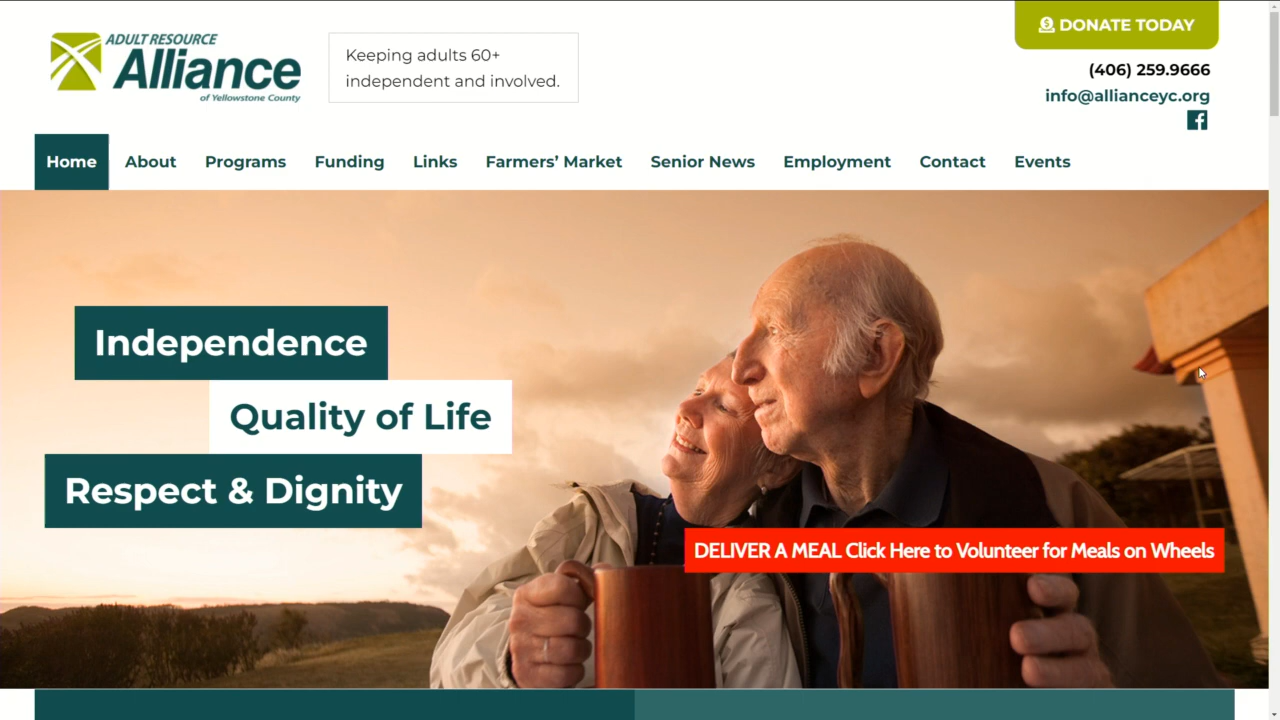 ADULT RESOURCE
Alliance
of Yellowstone County
Keeping adults 60+
independent and involved.
DONATE TODAY
(406) 259.9666
info@allianceyc.org
Home About Programs Funding Links Farmers’ Market Senior News Employment Contact Events
Independence
Quality of Life
Respect & Dignity
DELIVER A MEAL Click Here to Volunteer for Meals on Wheels